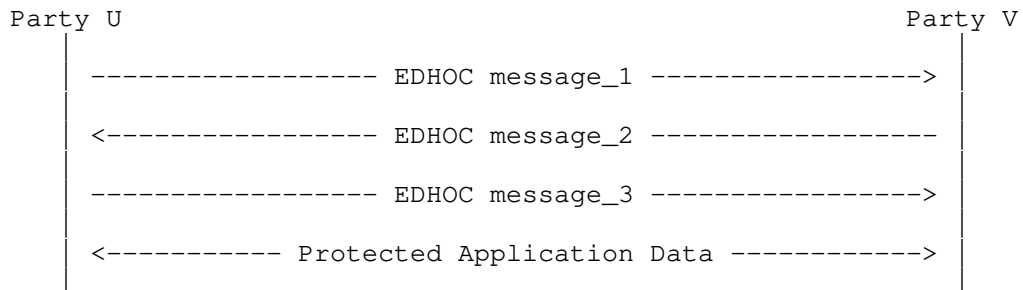 Party U Party V
------------------ EDHOC message_1 ----------------->
<----------------- EDHOC message_2 ------------------
------------------ EDHOC message_3 ----------------->
<----------- Protected Application Data ------------>